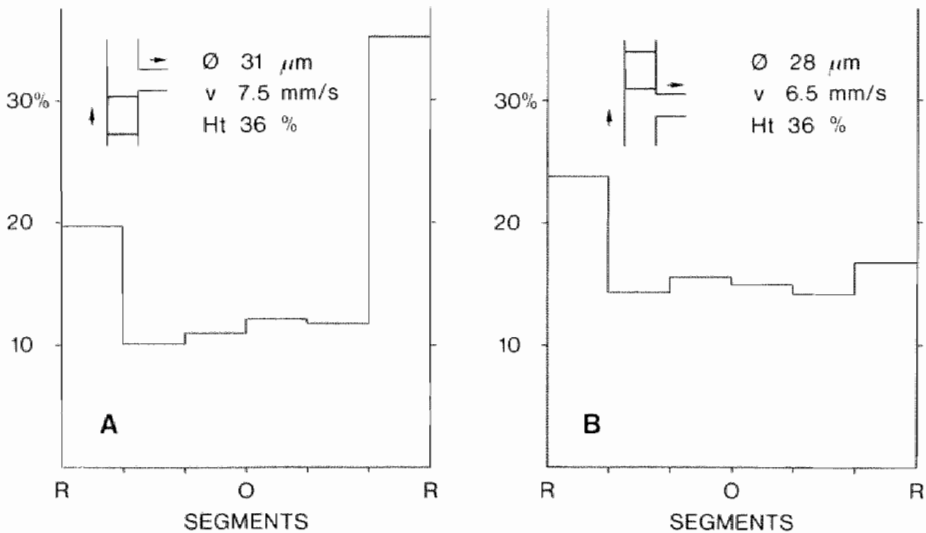 Ø 31 μm
v 7.5 mm/s
Ht 36 %
30%
20
10
A
R O R
SEGMENTS
Ø 28 μm
v 6.5 mm/s
Ht 36 %
30%
20
10
B
R O R
SEGMENTS